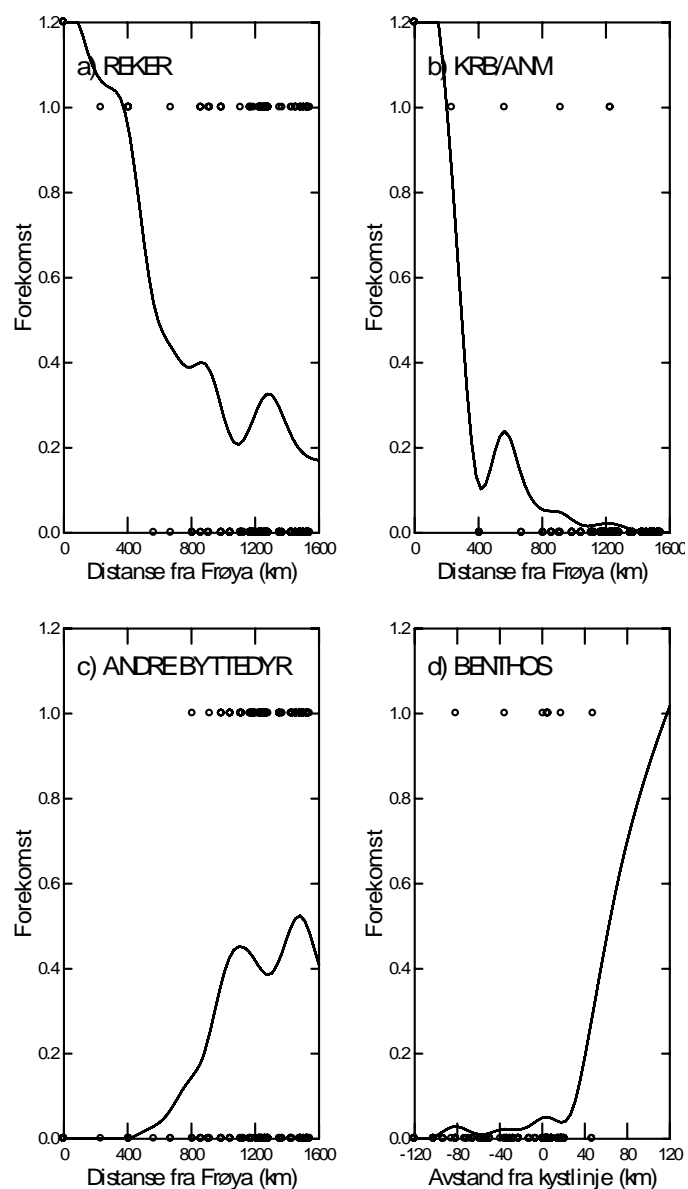 a) REKER
Forekomst
1.2
1.0
0.8
0.6
0.4
0.2
0.0
0 400 800 1200 1600
Distanse fra Frøya (km)
b) KRB/ANM
Forekomst
1.2
1.0
0.8
0.6
0.4
0.2
0.0
0 400 800 1200 1600
Distanse fra Frøya (km)
c) ANDRE BYTTEDYR
Forekomst
1.2
1.0
0.8
0.6
0.4
0.2
0.0
0 400 800 1200 1600
Distanse fra Frøya (km)
d) BENTHOS
Forekomst
1.2
1.0
0.8
0.6
0.4
0.2
0.0
-120 -80 -40 0 40 80 120
Avstand fra kystlinje (km)